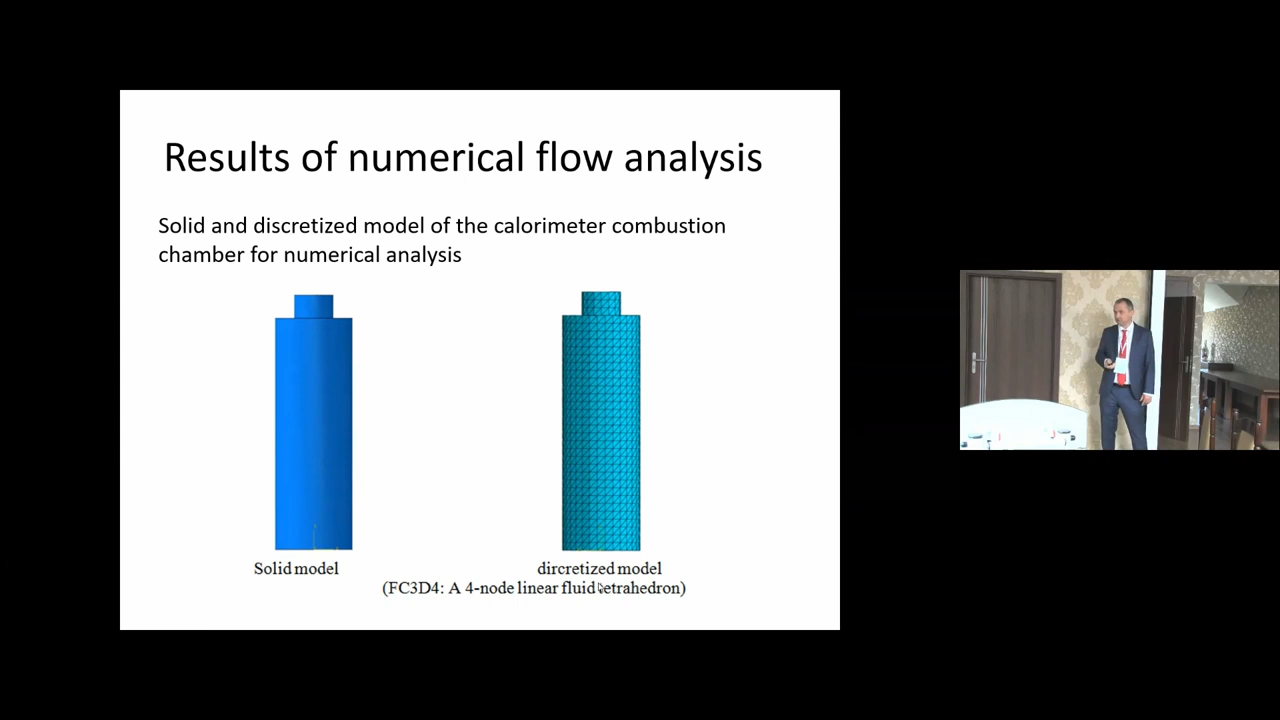 Results of numerical flow analysis
Solid and discretized model of the calorimeter combustion
chamber for numerical analysis
Solid model
dircretized model
(FC3D4: A 4-node linear fluid tetrahedron)